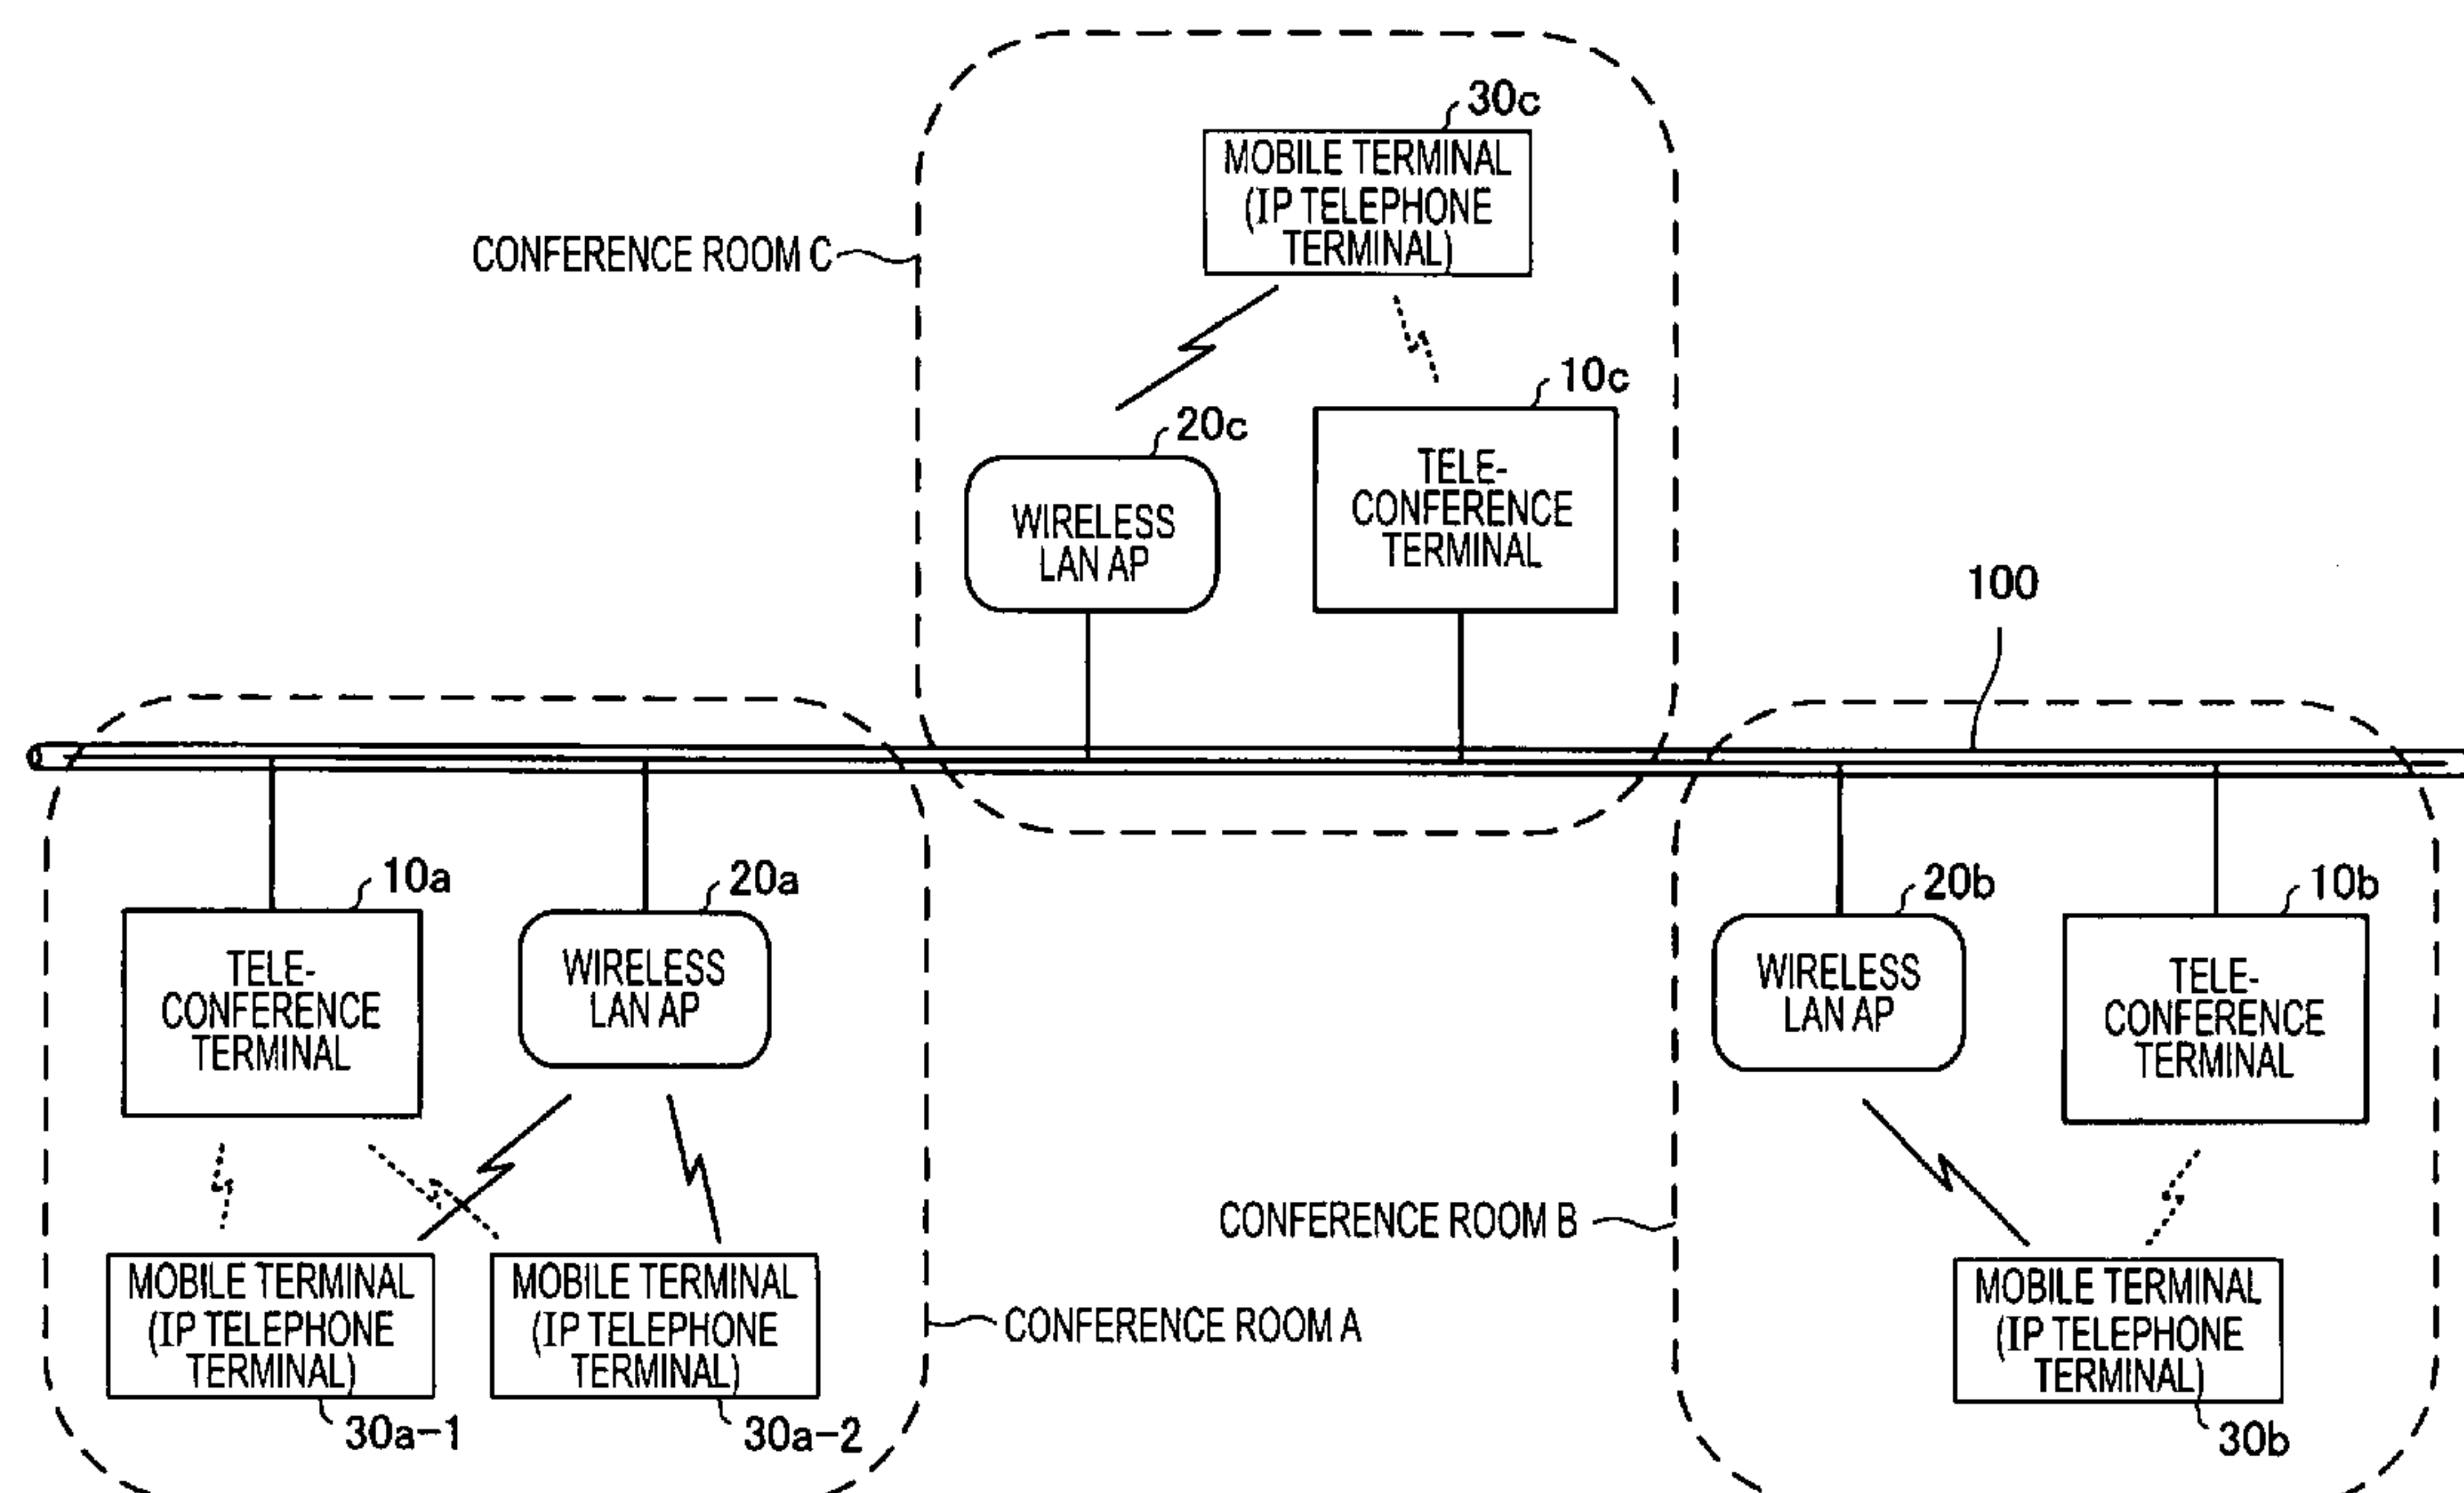 30c
MOBILE TERMINAL
(IP TELEPHONE
TERMINAL)
CONFERENCE ROOM C
10c
20c
TELE-
CONFERENCE
TERMINAL
WIRELESS
LAN AP
100
10a
20a
20b
10b
TELE-
CONFERENCE
TERMINAL
WIRELESS
LAN AP
WIRELESS
LAN AP
TELE-
CONFERENCE
TERMINAL
CONFERENCE ROOM B
MOBILE TERMINAL
(IP TELEPHONE
TERMINAL)
MOBILE TERMINAL
(IP TELEPHONE
TERMINAL)
CONFERENCE ROOM A
MOBILE TERMINAL
(IP TELEPHONE
TERMINAL)
30a-1
30a-2
30b